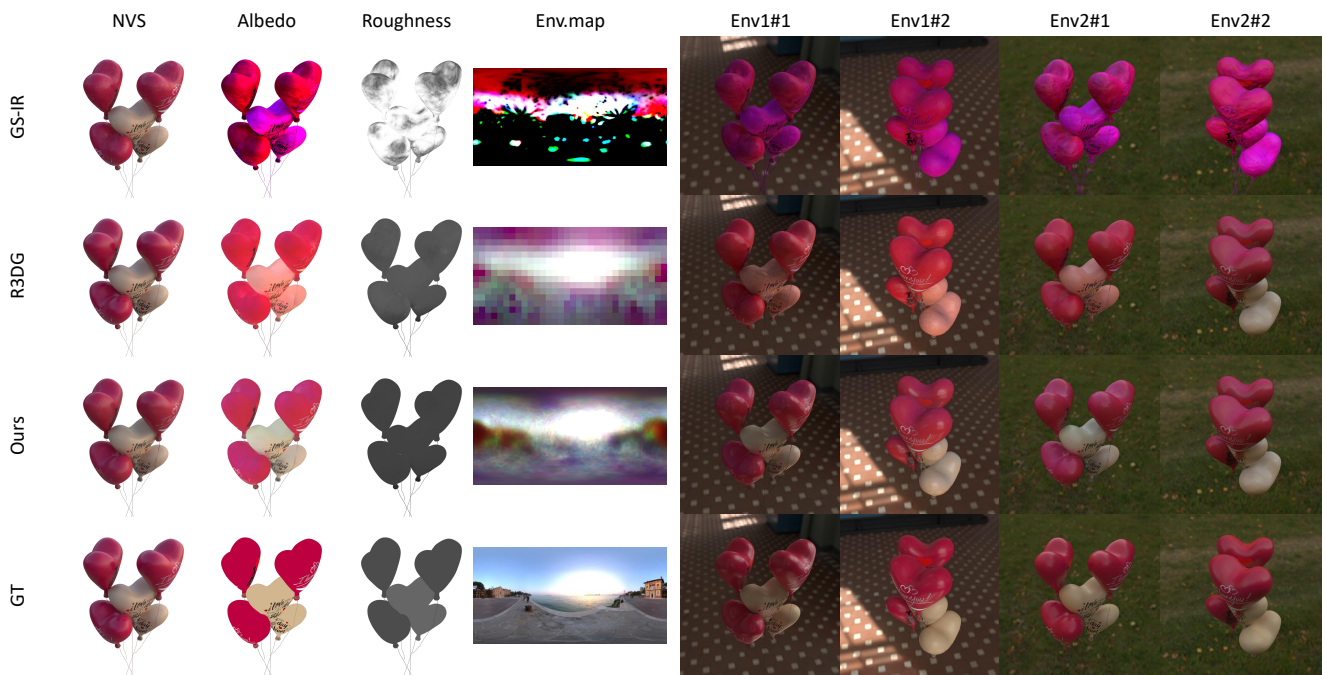 NVS Albedo Roughness Env.map Env1#1 Env1#2 Env2#1 Env2#2
GS-IR
R3DG
Ours
GT